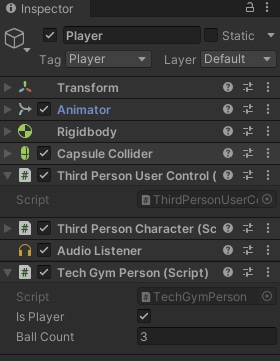 Inspector
Player
Static
Tag Player Layer Default
Transform
Animator
Rigidbody
Capsule Collider
Third Person User Control (
Script ThirdPersonUserCo
Third Person Character (Sc
Audio Listener
Tech Gym Person (Script)
Script TechGymPerson
Is Player
Ball Count 3